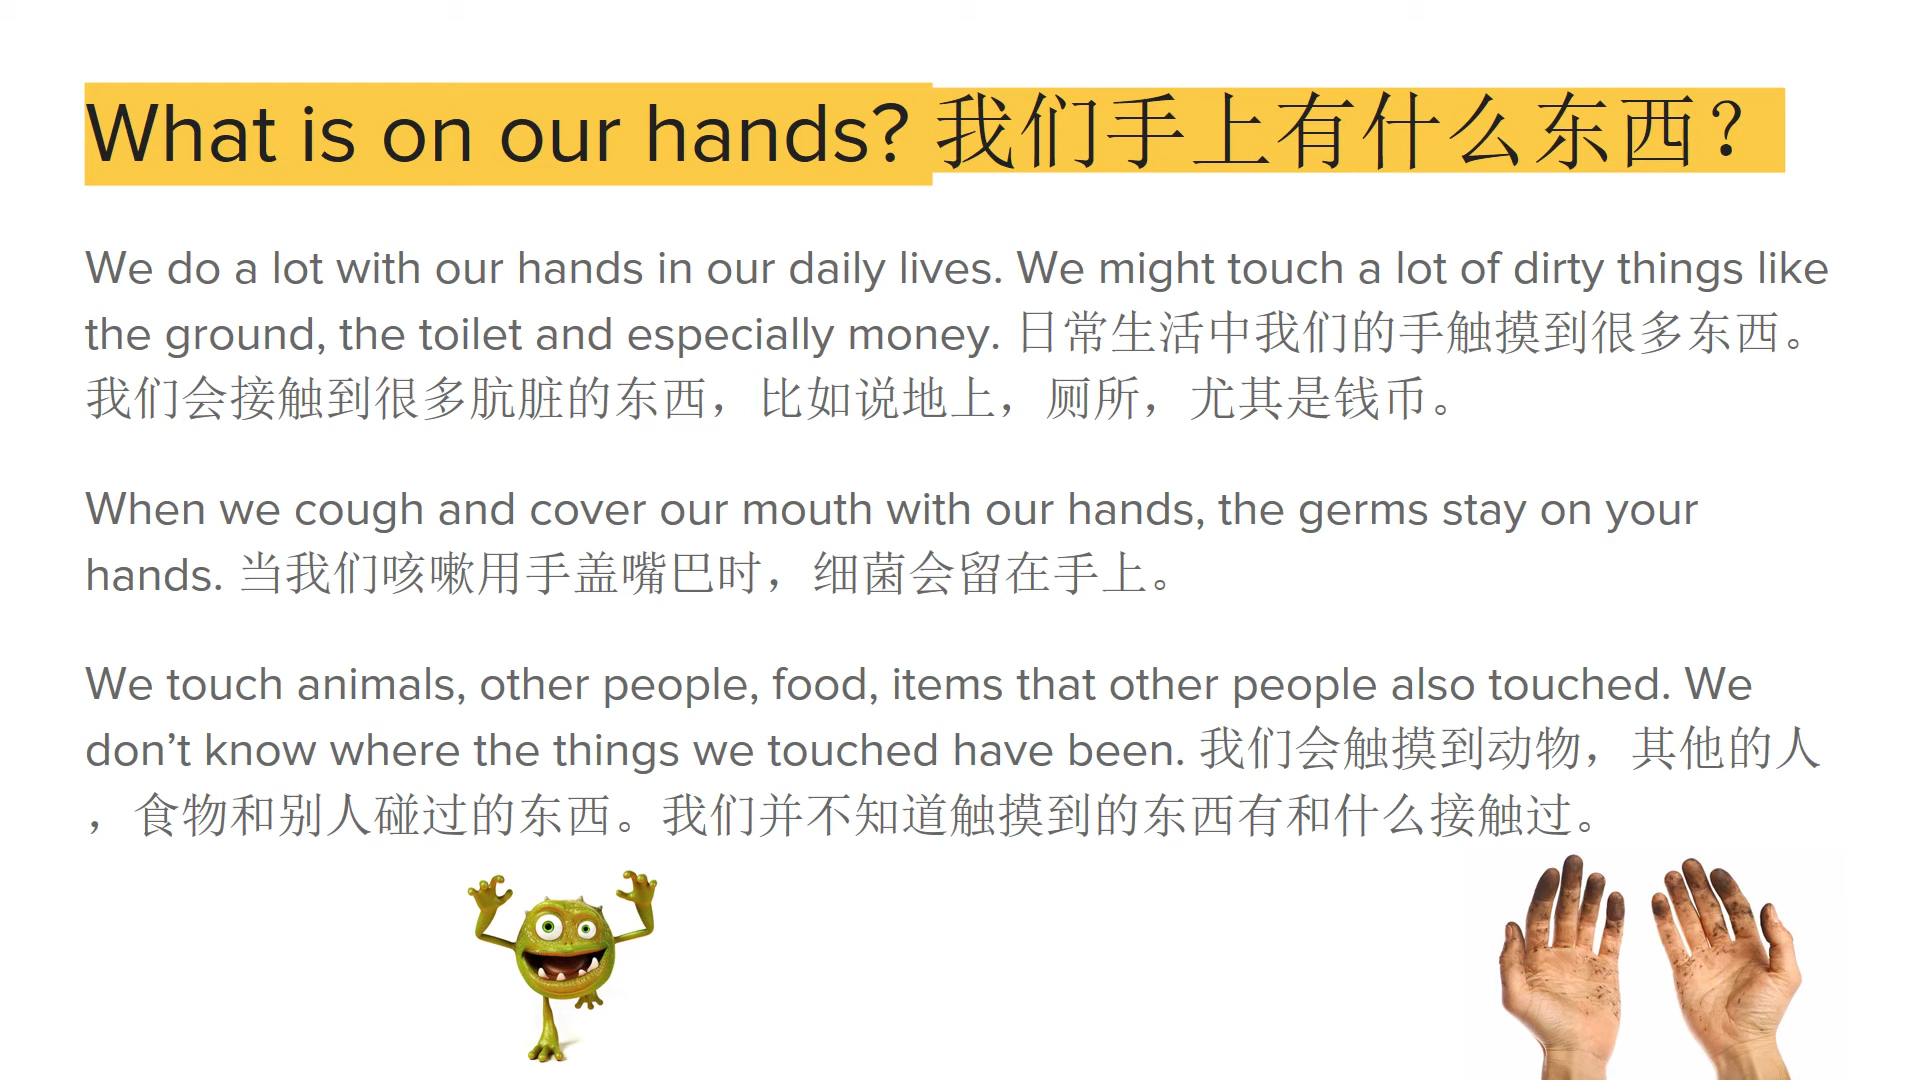 What is on our hands? 我们手上有什么东西？
We do a lot with our hands in our daily lives. We might touch a lot of dirty things like
the ground, the toilet and especially money. 日常生活中我们的手触摸到很多东西。
我们会接触到很多肮脏的东西，比如说地上，厕所，尤其是钱币。
When we cough and cover our mouth with our hands, the germs stay on your
hands. 当我们咳嗽用手盖嘴巴时，细菌会留在手上。
We touch animals, other people, food, items that other people also touched. We
don’t know where the things we touched have been. 我们会触摸到动物，其他的人
，食物和别人碰过的东西。我们并不知道触摸到的东西有和什么接触过。